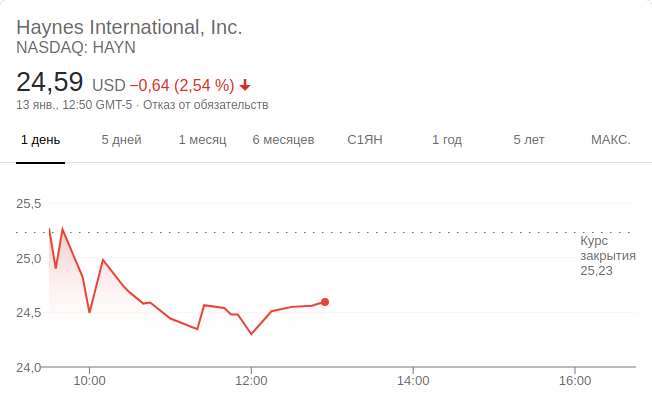 Haynes International, Inc.
NASDAQ: HAYN
24,59 USD −0,64 (2,54 %)
13 янв., 12:50 GMT-5 · Отказ от обязательств
1 день 5 дней 1 месяц 6 месяцев С1ЯН 1 год 5 лет МАКС.
25,5
Курс
закрытия
25,23
25,0
24,5
24,0
10:00 12:00 14:00 16:00